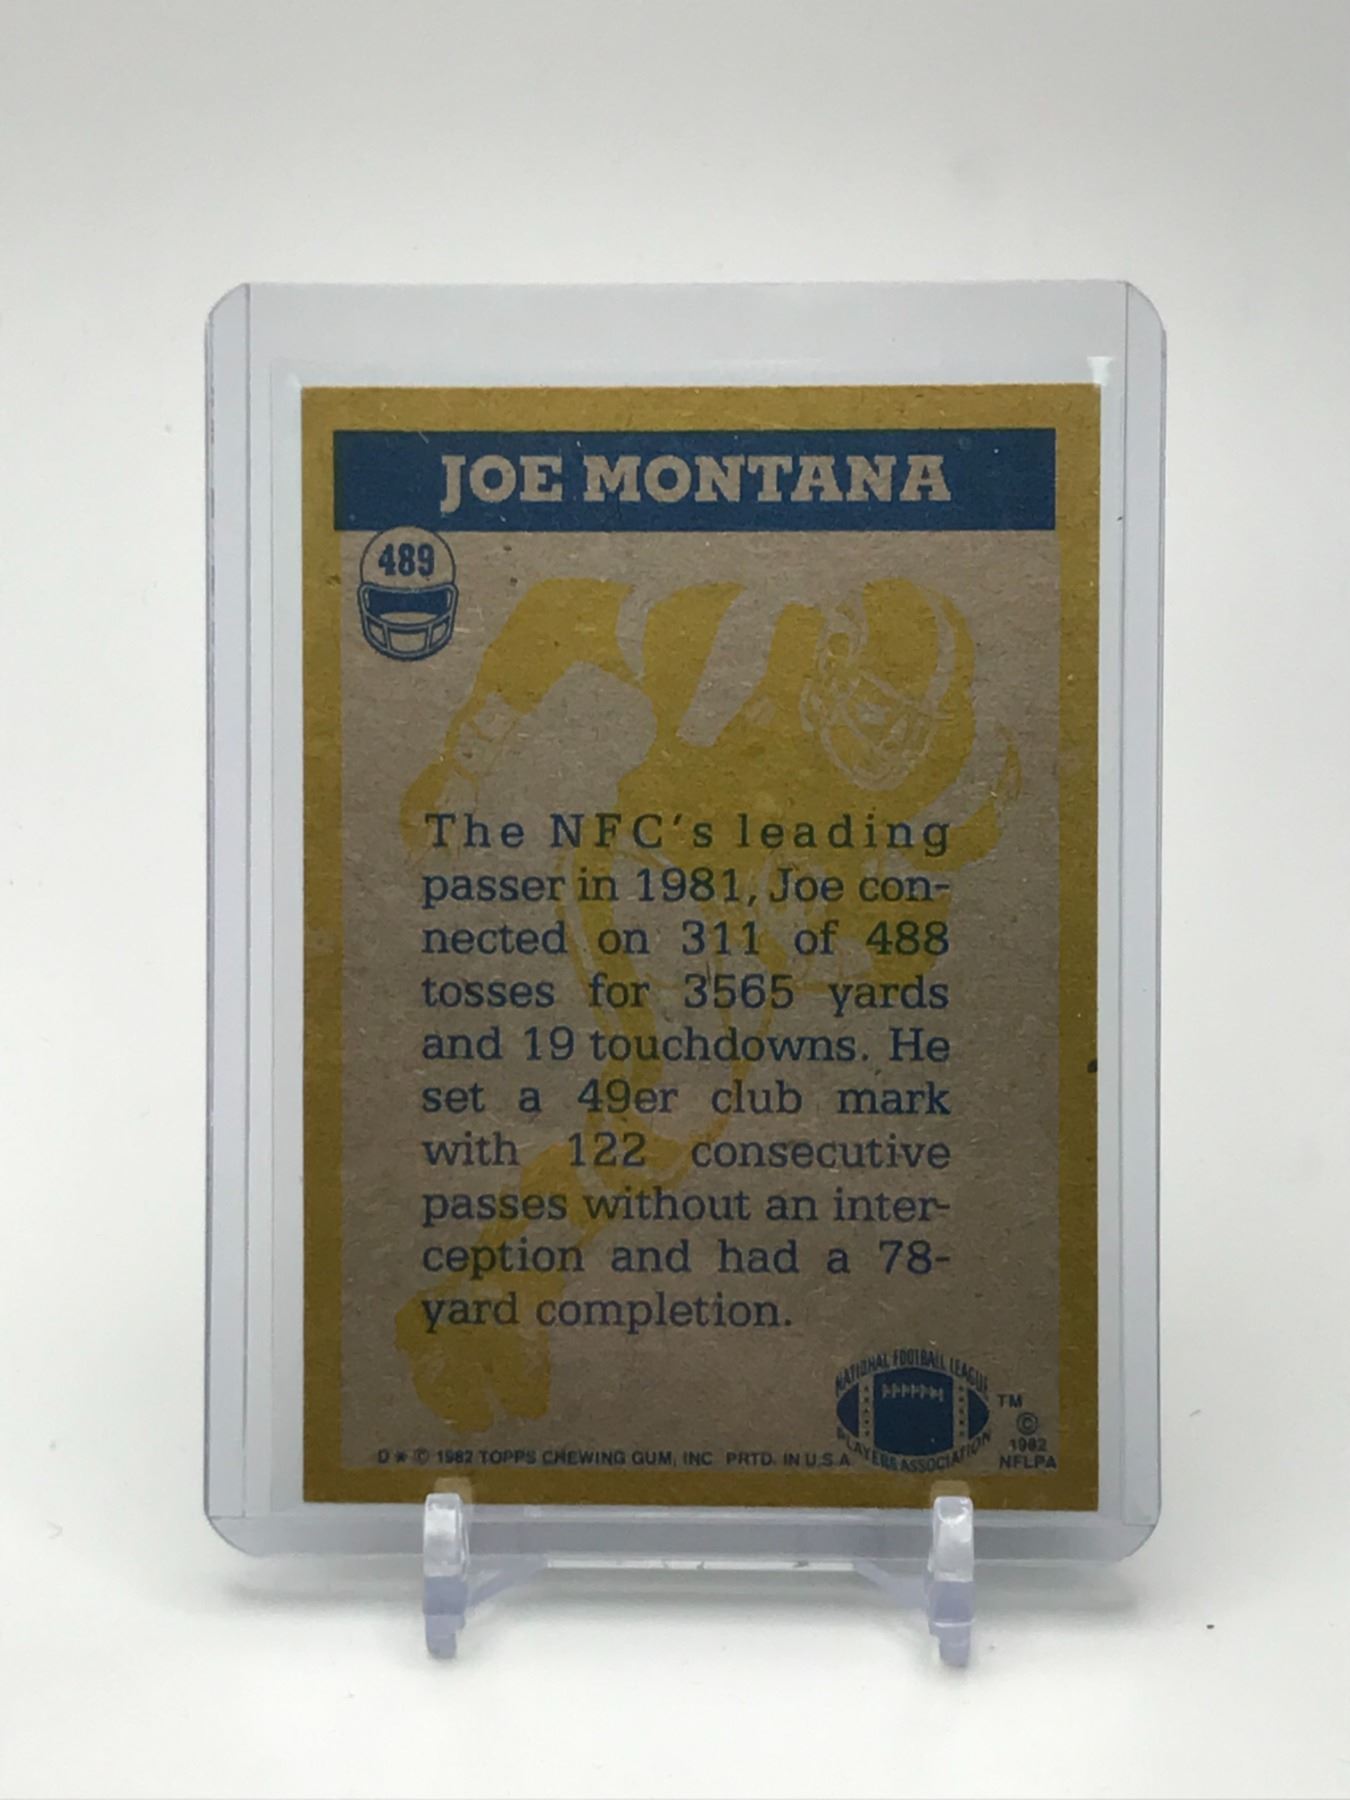 JOE MONTANA
489
The NFC's leading
passer in 1981, Joe con-
nected on 311 of 488
tosses for 3565 yards
and 19 touchdowns. He
set a 49er club mark
with 122 consecutive
passes without an inter-
ception and had a 78-
yard completion.
NATIONAL FOOTBALL LEAGUE
PLAYERS ASSOCIATION
TM
©
1982
NFLPA
D * © 1982 TOPPS CHEWING GUM, INC PRTD. IN U.S.A.